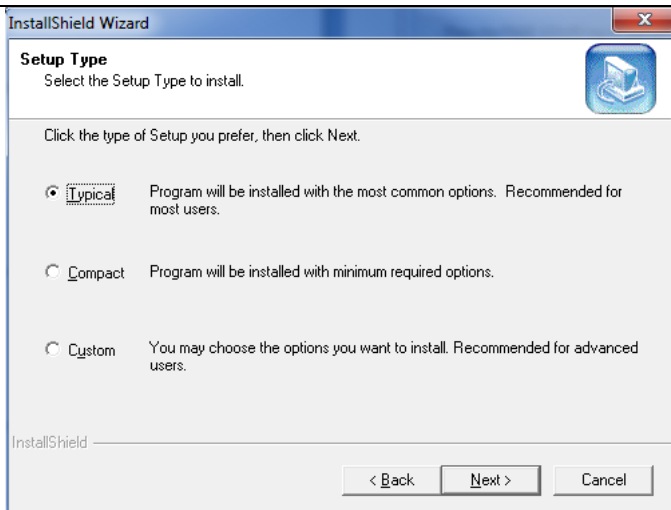 InstallShield Wizard
Setup Type
Select the Setup Type to install.
Click the type of Setup you prefer, then click Next.
Typical Program will be installed with the most common options. Recommended for
most users.
Compact Program will be installed with minimum required options.
Custom You may choose the options you want to install. Recommended for advanced
users.
InstallShield
< Back Next > Cancel